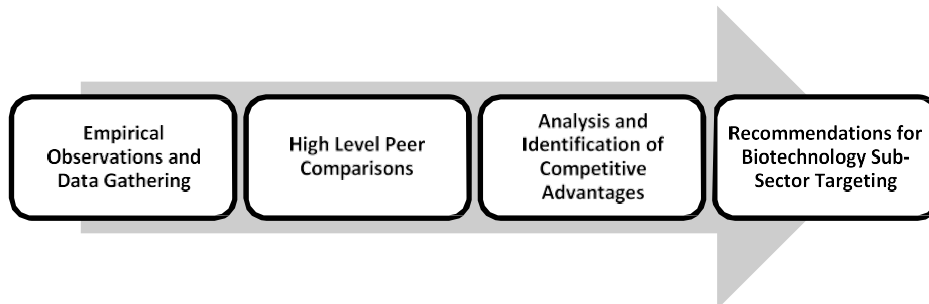 Empirical
Observations and
Data Gathering
High Level Peer
Comparisons
Analysis and
Identification of
Competitive
Advantages
Recommendations for
Biotechnology Sub-
Sector Targeting